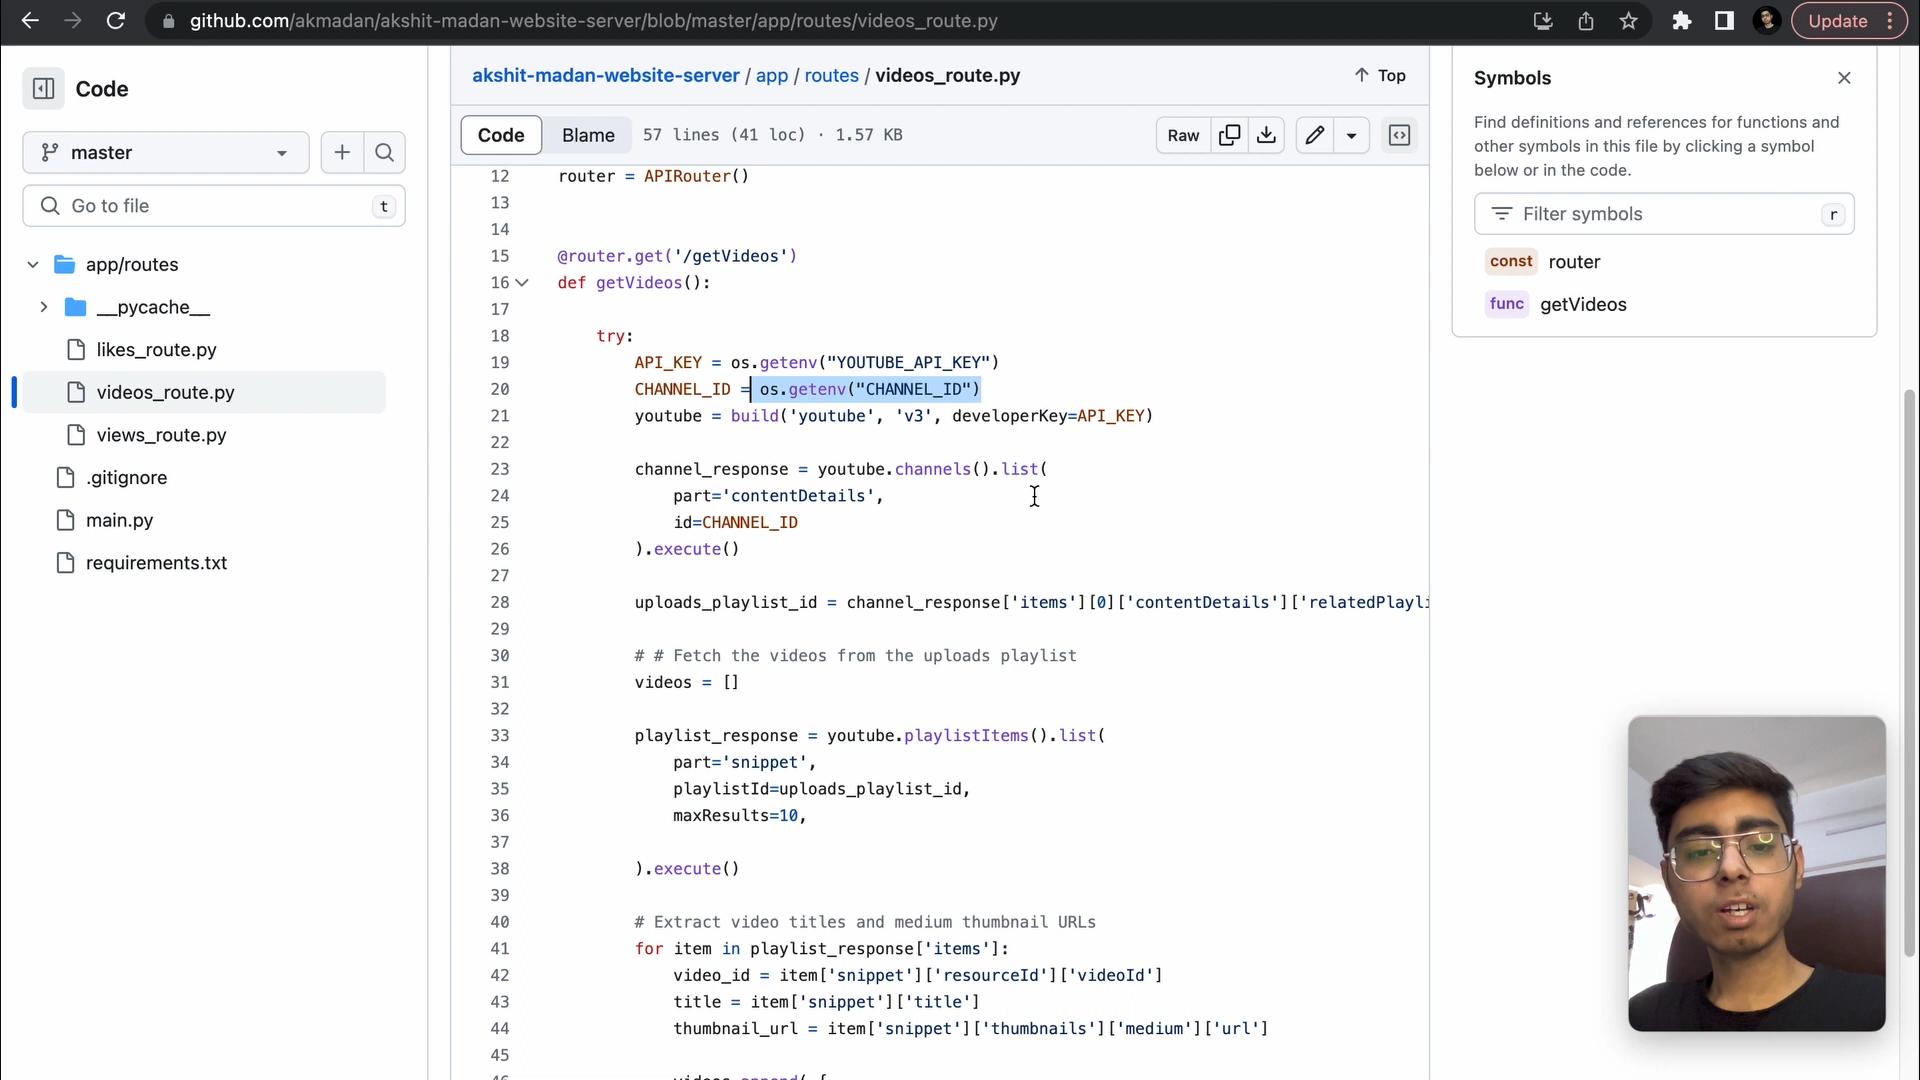 github.com/akmadan/akshit-madan-website-server/blob/master/app/routes/videos_route.py
Update
Code
master
Go to file
t
app/routes
__pycache__
likes_route.py
videos_route.py
views_route.py
.gitignore
main.py
requirements.txt
akshit-madan-website-server / app / routes / videos_route.py
Top
Code
Blame
57 lines (41 loc) · 1.57 KB
Raw
12 router = APIRouter()
13
14
15 @router.get('/getVideos')
16 def getVideos():
17
18 try:
19 API_KEY = os.getenv("YOUTUBE_API_KEY")
20 CHANNEL_ID = os.getenv("CHANNEL_ID")
21 youtube = build('youtube', 'v3', developerKey=API_KEY)
22
23 channel_response = youtube.channels().list(
24 part='contentDetails',
25 id=CHANNEL_ID
26 ).execute()
27
28 uploads_playlist_id = channel_response['items'][0]['contentDetails']['relatedPlayli
29
30 # # Fetch the videos from the uploads playlist
31 videos = []
32
33 playlist_response = youtube.playlistItems().list(
34 part='snippet',
35 playlistId=uploads_playlist_id,
36 maxResults=10,
37
38 ).execute()
39
40 # Extract video titles and medium thumbnail URLs
41 for item in playlist_response['items']:
42 video_id = item['snippet']['resourceId']['videoId']
43 title = item['snippet']['title']
44 thumbnail_url = item['snippet']['thumbnails']['medium']['url']
45
46 videos.append( {
Symbols
Find definitions and references for functions and
other symbols in this file by clicking a symbol
below or in the code.
Filter symbols
r
const router
func getVideos